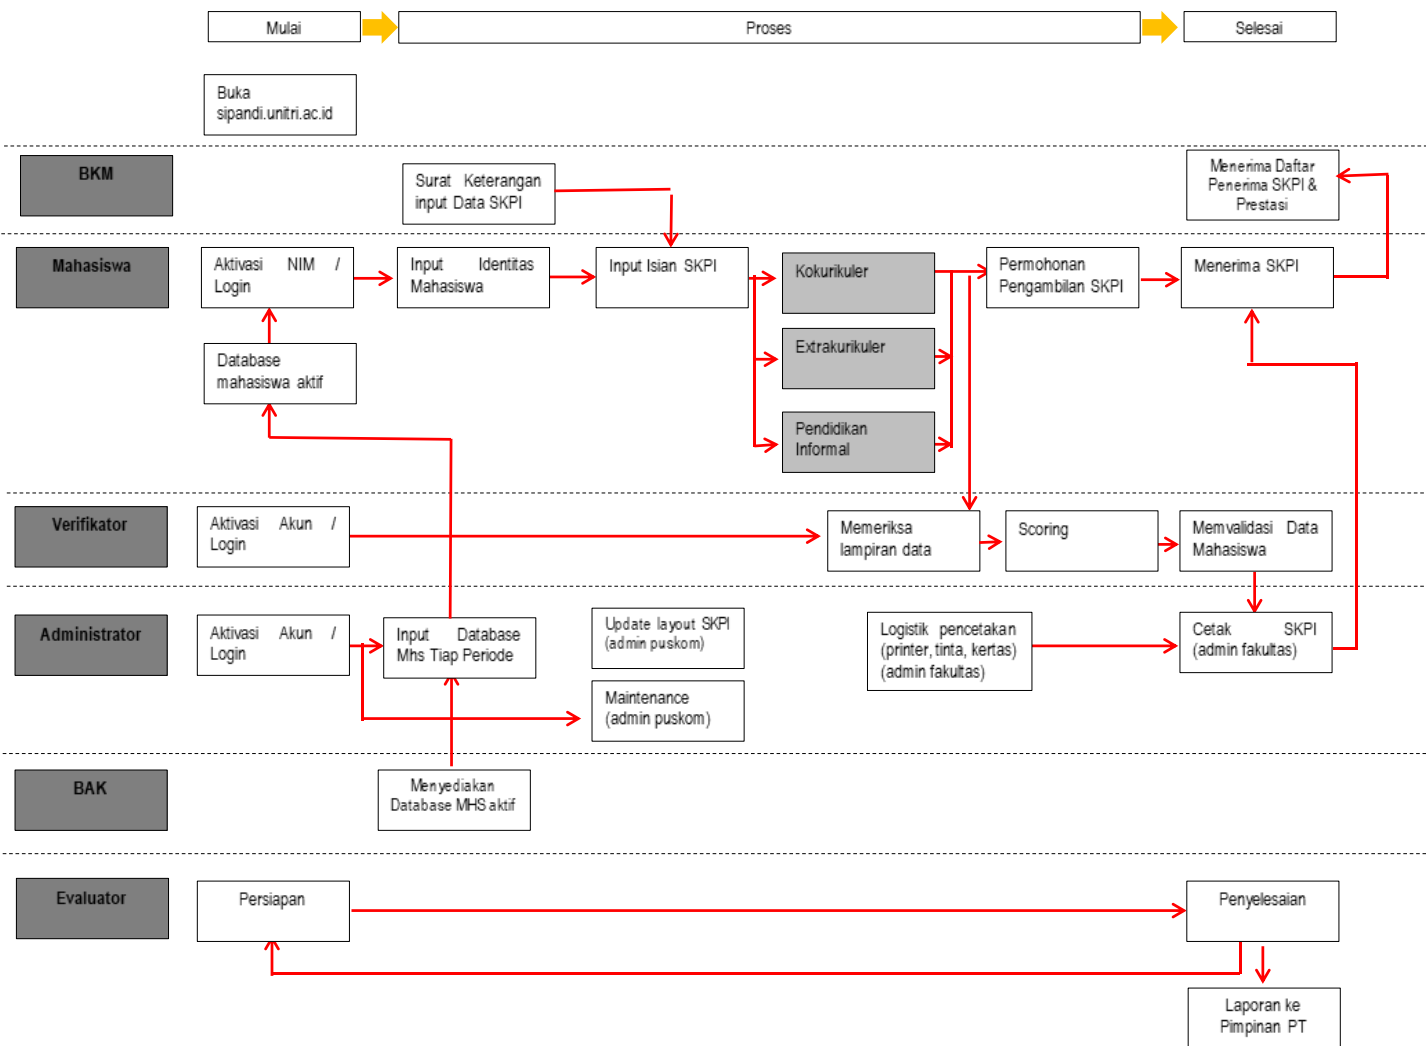 Mulai
Proses
Selesai
Buka
sipandi.unitri.ac.id
BKM
Surat Keterangan
input Data SKPI
Menerima Daftar
Penerima SKPI &
Prestasi
Mahasiswa
Aktivasi NIM /
Login
Input Identitas
Mahasiswa
Input Isian SKPI
Kokurikuler
Permohonan
Pengambilan SKPI
Menerima SKPI
Database
mahasiswa aktif
Extrakurikuler
Pendidikan
Informal
Verifikator
Aktivasi Akun /
Login
Memeriksa
lampiran data
Scoring
Memvalidasi Data
Mahasiswa
Administrator
Aktivasi Akun /
Login
Input Database
Mhs Tiap Periode
Update layout SKPI
(admin puskom)
Logistik pencetakan
(printer, tinta, kertas)
(admin fakultas)
Cetak SKPI
(admin fakultas)
Maintenance
(admin puskom)
BAK
Menyediakan
Database MHS aktif
Evaluator
Persiapan
Penyelesaian
Laporan ke
Pimpinan PT